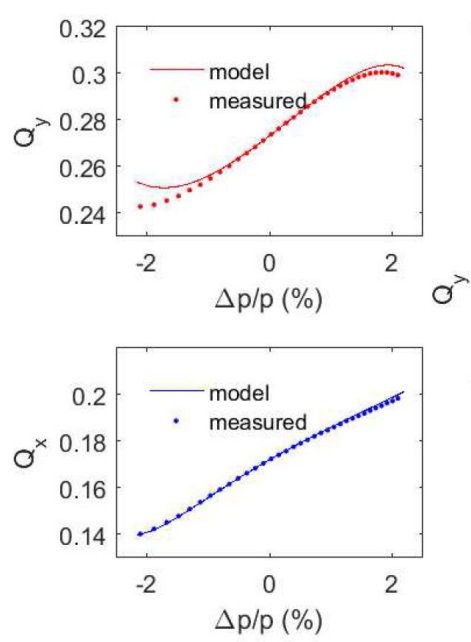 0.32
0.3
0.28
0.26
0.24
Q_y
model
measured
-2
0
2
Δp/p (%)
Q_y
0.2
0.18
0.16
0.14
Q_x
model
measured
-2
0
2
Δp/p (%)